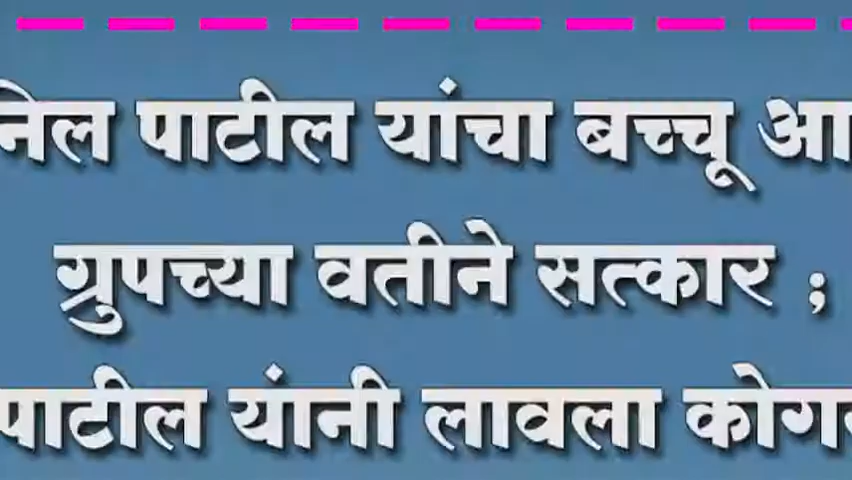 पाटील यांचा बच्चू
ग्रुपच्या वतीने सत्कार ;
पाटील यांनी लावला